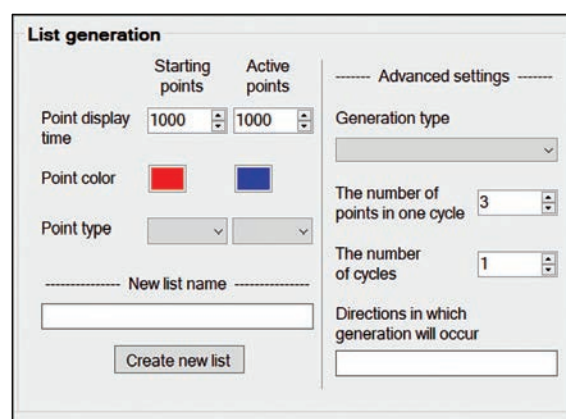 List generation
Starting points
Active points
Point display time
1000
1000
Point color
Point type
--------------- New list name ---------------
Create new list
------- Advanced settings -------
Generation type
The number of
points in one cycle
3
The number
of cycles
1
Directions in which
generation will occur